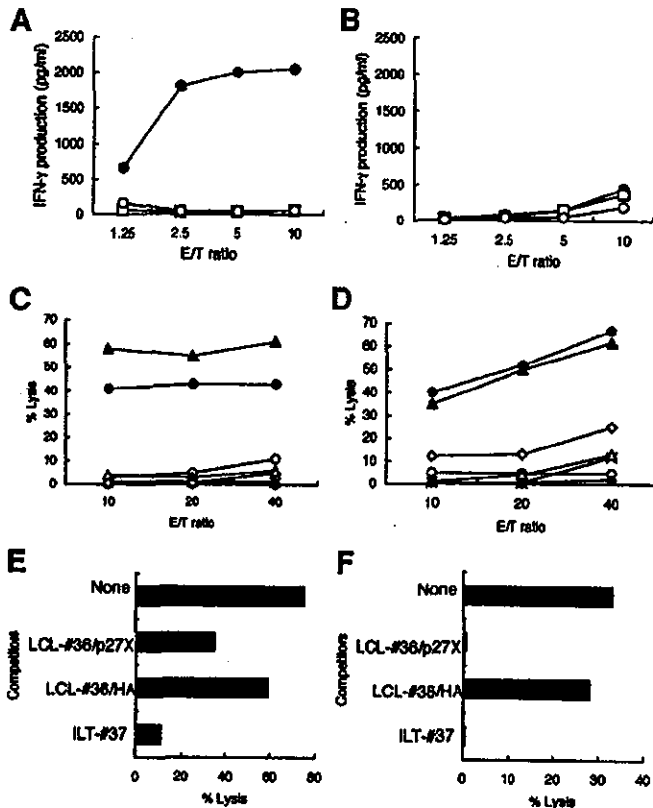 A
B
IFN-γ production (pg/ml)
2500
2000
1500
1000
500
0
1.25
2.5
5
10
E/T ratio
IFN-γ production (pg/ml)
2500
2000
1500
1000
500
0
1.25
2.5
5
10
E/T ratio
C
D
% Lysis
70
60
50
40
30
20
10
0
10
20
40
E/T ratio
% Lysis
70
60
50
40
30
20
10
0
10
20
40
E/T ratio
E
F
Competitors
None
LCL-#36/p27X
LCL-#36/HA
ILT-#37
0
20
40
60
80
% Lysis
Competitors
None
LCL-#36/p27X
LCL-#36/HA
ILT-#37
0
10
20
30
40
% Lysis